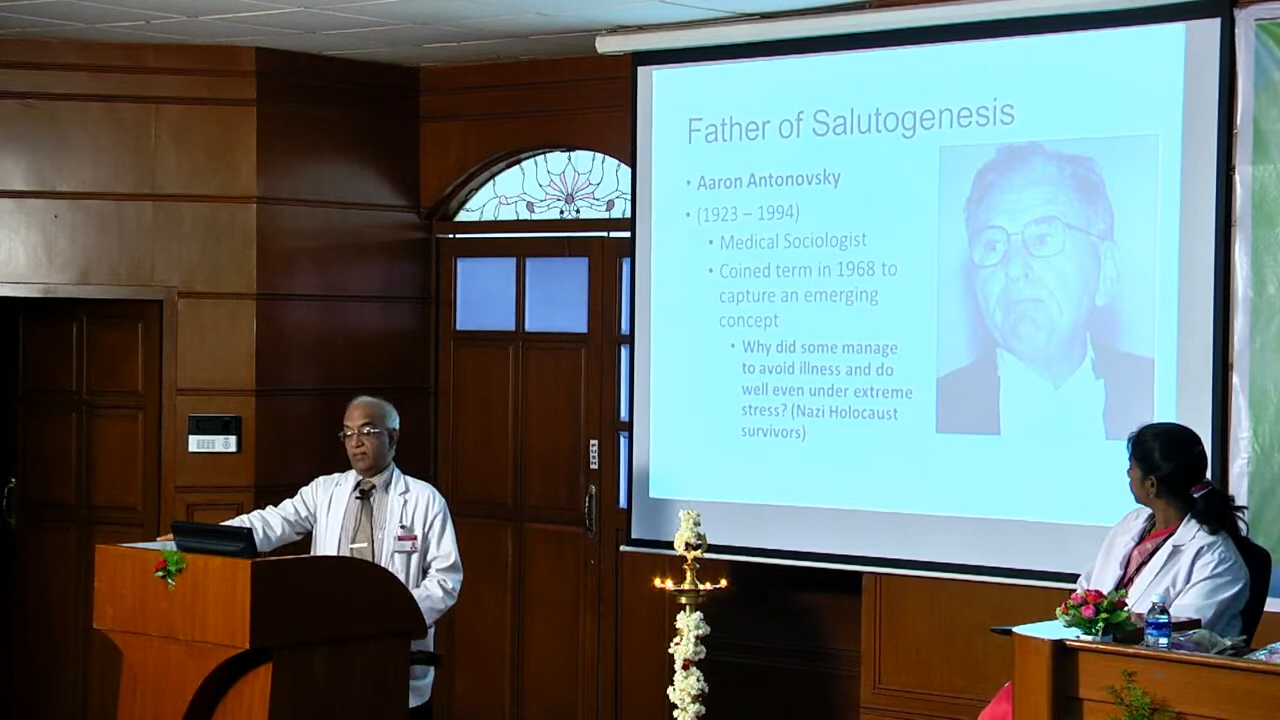 Father of Salutogenesis
• Aaron Antonovsky
• (1923 – 1994)
• Medical Sociologist
• Coined term in 1968 to
capture an emerging
concept
• Why did some manage
to avoid illness and do
well even under extreme
stress? (Nazi Holocaust
survivors)
PUSH